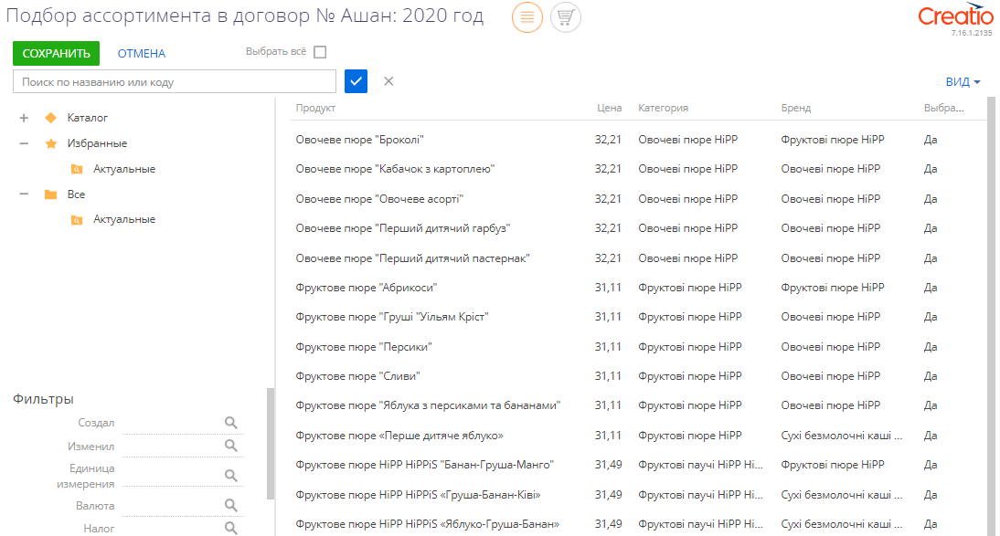 Подбор ассортимента в договор № Ашан: 2020 год
Creatio
7.16.1.2135
СОХРАНИТЬ ОТМЕНА Выбрать всё
Поиск по названию или коду
ВИД
Каталог
Избранные
Актуальные
Все
Актуальные
Фильтры
Создал
Изменил
Единица
измерения
Валюта
Налог
Продукт Цена Категория Бренд Выбра...
Овочеве пюре "Броколі" 32,21 Овочеві пюре HiPP Фруктові пюре HiPP Да
Овочеве пюре "Кабачок з картоплею" 32,21 Овочеві пюре HiPP Овочеві пюре HiPP Да
Овочеве пюре "Овочеве асорті" 32,21 Овочеві пюре HiPP Овочеві пюре HiPP Да
Овочеве пюре "Перший дитячий гарбуз" 32,21 Овочеві пюре HiPP Овочеві пюре HiPP Да
Овочеве пюре "Перший дитячий пастернак" 32,21 Овочеві пюре HiPP Овочеві пюре HiPP Да
Фруктове пюре "Абрикоси" 31,11 Фруктові пюре HiPP Фруктові пюре HiPP Да
Фруктове пюре "Груші "Уільям Кріст" 31,11 Фруктові пюре HiPP Овочеві пюре HiPP Да
Фруктове пюре "Персики" 31,11 Фруктові пюре HiPP Овочеві пюре HiPP Да
Фруктове пюре "Сливи" 31,11 Фруктові пюре HiPP Овочеві пюре HiPP Да
Фруктове пюре "Яблука з персиками та бананами" 31,11 Фруктові пюре HiPP Овочеві пюре HiPP Да
Фруктове пюре «Перше дитяче яблуко» 31,11 Фруктові пюре HiPP Сухі безмолочні каші ... Да
Фруктове пюре HiPP HiPPiS "Банан-Груша-Манго" 31,49 Фруктові паучі HiPP Hi... Фруктові пюре HiPP Да
Фруктове пюре HiPP HiPPiS «Груша-Банан-Ківі» 31,49 Фруктові паучі HiPP Hi... Сухі безмолочні каші ... Да
Фруктове пюре HiPP HiPPiS «Яблуко-Груша-Банан» 31,49 Фруктові паучі HiPP Hi... Сухі безмолочні каші ... Да